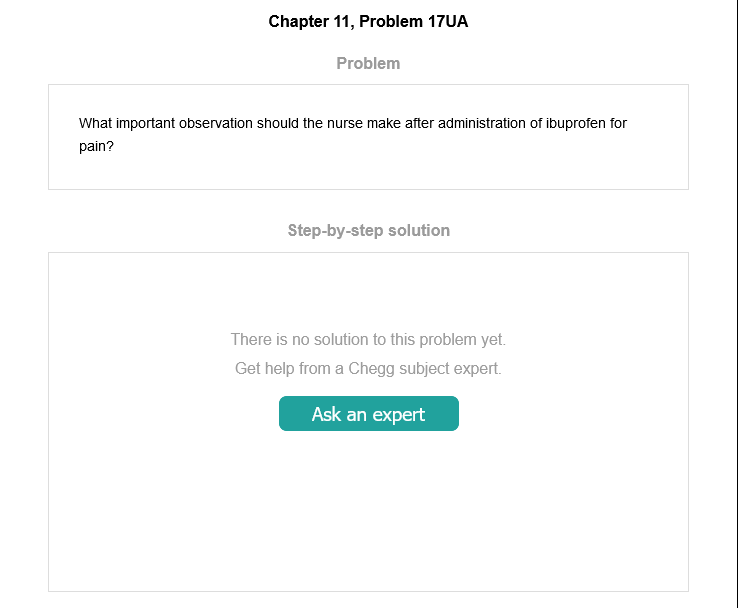 Chapter 11, Problem 17UA
Problem
What important observation should the nurse make after administration of ibuprofen for
pain?
Step-by-step solution
There is no solution to this problem yet.
Get help from a Chegg subject expert.
Ask an expert